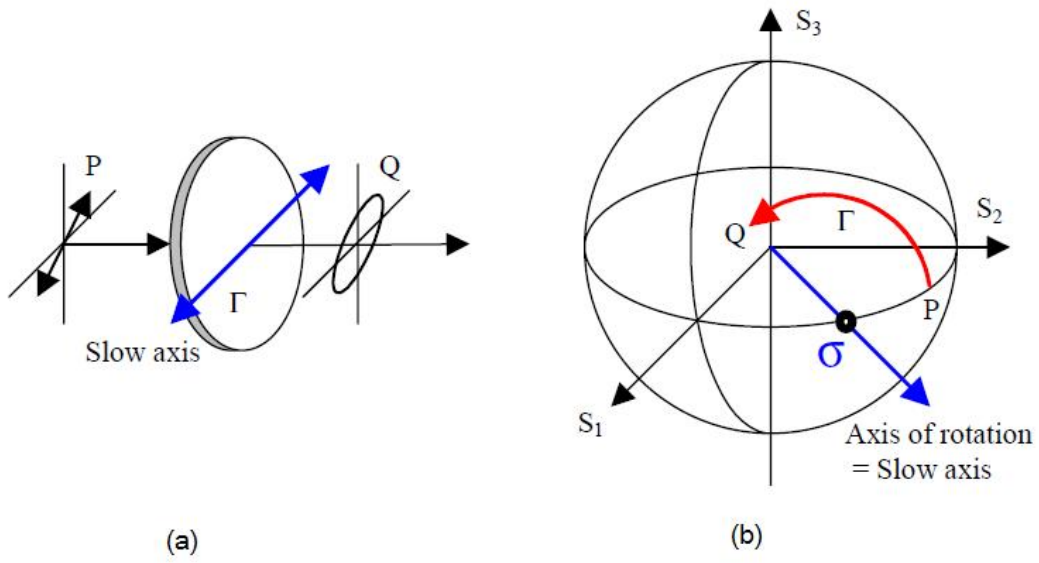 P
Q
Γ
Slow axis
(a)
S₃
S₂
Γ
Q
P
σ
S₁
Axis of rotation
= Slow axis
(b)